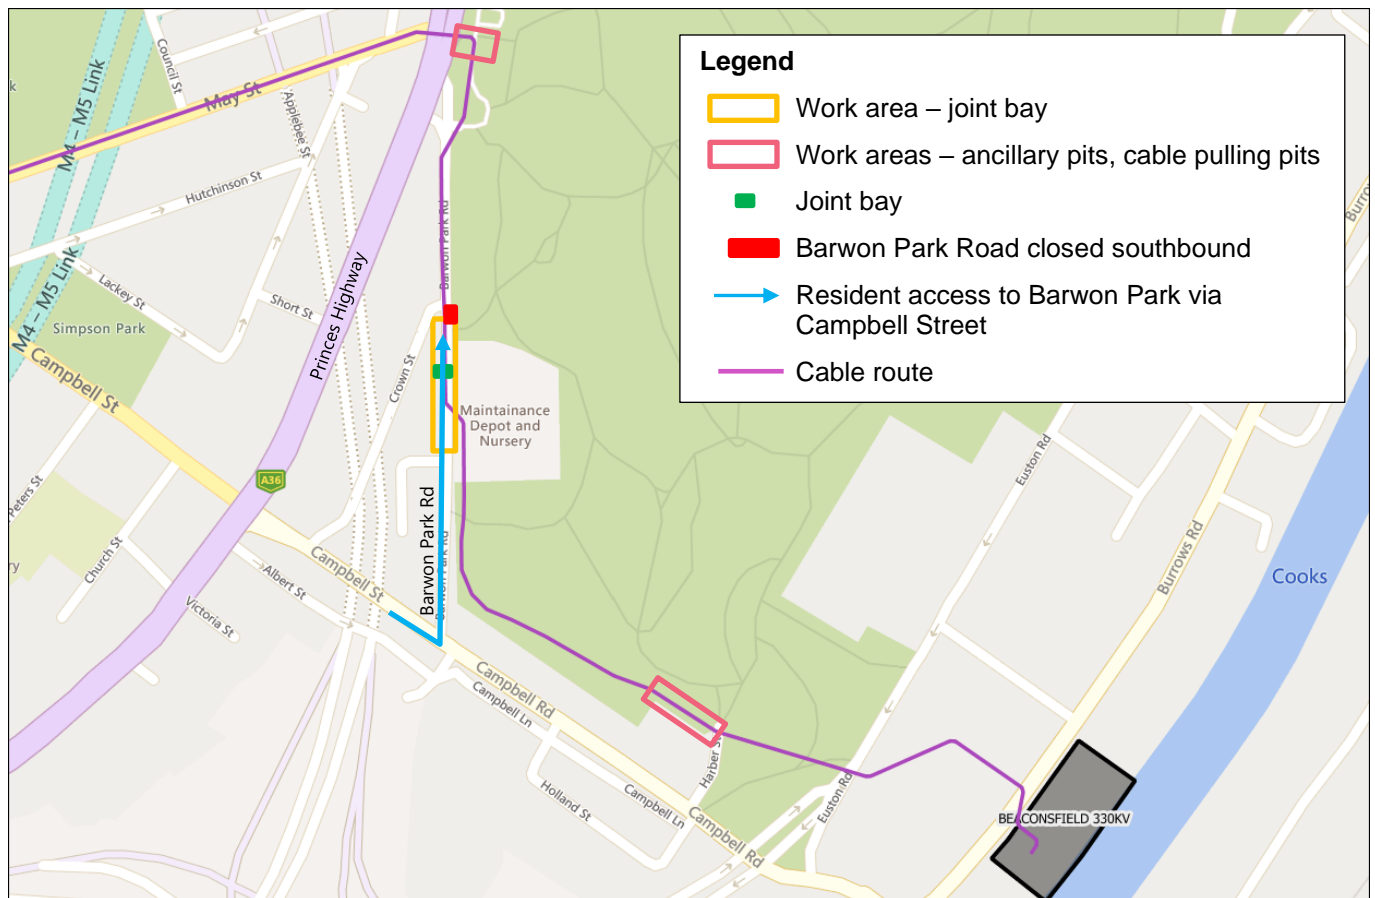 Legend
Work area – joint bay
Work areas – ancillary pits, cable pulling pits
Joint bay
Barwon Park Road closed southbound
Resident access to Barwon Park via
Campbell Street
Cable route
Council St
M4 – M5 Link
May St
Applebee St
Hutchinson St
Barwon Park Rd
Princes Highway
M4 – M5 Link
Lackey St
Short St
Simpson Park
Campbell St
Crown St
Maintainance
Depot and
Nursery
A36
Peters St
Church St
Barwon Park Rd
Barwon Park Rd
Campbell St
Albert St
Victoria St
Campbell Rd
Campbell Ln
Holland St
Campbell Ln
Campbell Rd
Harber St
Euston Rd
Euston Rd
Burrows Rd
Cooks
BEACONSFIELD 330KV